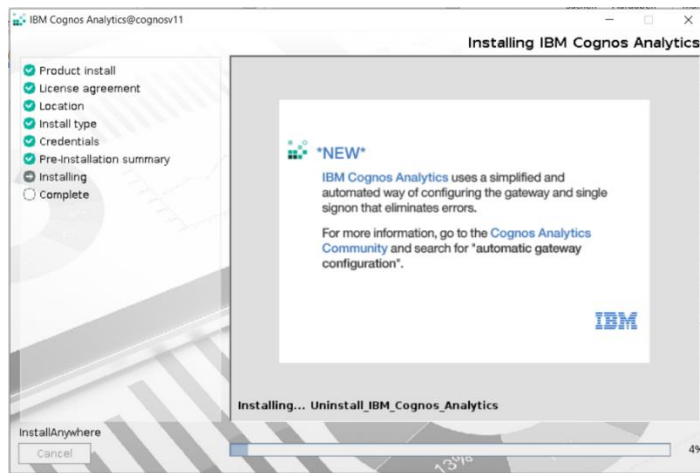 IBM Cognos Analytics@cognosv11
Installing IBM Cognos Analytics
Product install
License agreement
Location
Install type
Credentials
Pre-Installation summary
Installing
Complete
*NEW*
IBM Cognos Analytics uses a simplified and
automated way of configuring the gateway and single
signon that eliminates errors.
For more information, go to the Cognos Analytics
Community and search for "automatic gateway
configuration".
IBM
Installing... Uninstall_IBM_Cognos_Analytics
InstallAnywhere
Cancel
4%
13%